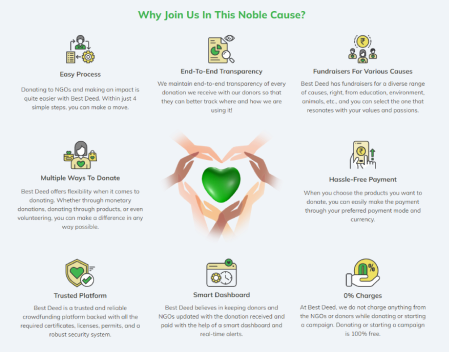 Why Join Us In This Noble Cause?
Easy Process
Donating to NGOs and making an impact is
quite easier with Best Deed. Within just 4
simple steps, you can make a move.
End-To-End Transparency
We maintain end-to-end transparency of every
donation we receive with our donors so that
they can better track where and how we are
using it!
Fundraisers For Various Causes
Best Deed has fundraisers for a diverse range
of causes, right, from education, environment,
animals, etc., and you can select the one that
resonates with your values and passions.
Multiple Ways To Donate
Best Deed offers flexibility when it comes to
donating. Whether through monetary
donations, donating through products, or even
volunteering, you can make a difference in any
way possible.
Hassle-Free Payment
When you choose the products you want to
donate, you can easily make the payment
through your preferred payment mode and
currency.
Trusted Platform
Best Deed is a trusted and reliable
crowdfunding platform backed with all the
required certificates, licenses, permits, and a
robust security system.
Smart Dashboard
Best Deed believes in keeping donors and
NGOs updated with the donation received and
paid with the help of a smart dashboard and
real-time alerts.
0% Charges
At Best Deed, we do not charge anything from
the NGOs or donors while donating or starting
a campaign. Donating or starting a campaign
is 100% free.